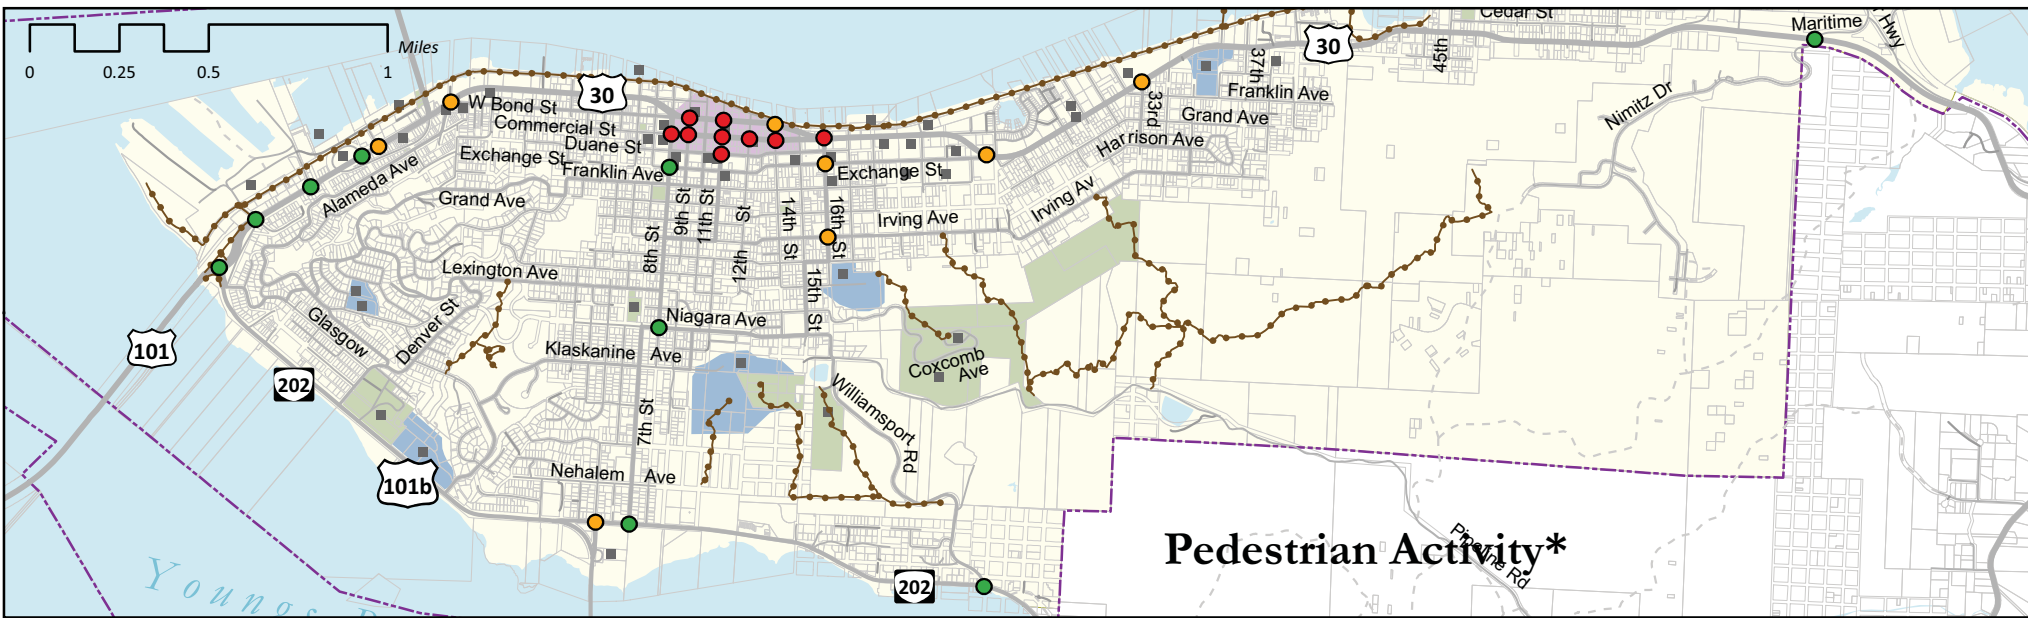 Miles
0 0.25 0.5 1
Cedar St
Maritime
Hwy
30
45th
37th
Franklin Ave
Nimitz Dr
30
W Bond St
Commercial St
Duane St
Exchange St
Franklin Ave
33rd
Grand Ave
Harrison Ave
Alameda Ave
Grand Ave
Exchange St
8th St
9th St
11th St
12th St
14th St
16th St
15th St
Irving Ave
Irving Av
Lexington Ave
Glasgow
Denver St
Niagara Ave
Klaskanine Ave
Coxcomb
Ave
101
202
Williamsport Rd
7th St
Nehalem Ave
101b
Pedestrian Activity*
Pipeline Rd
202
Youngs